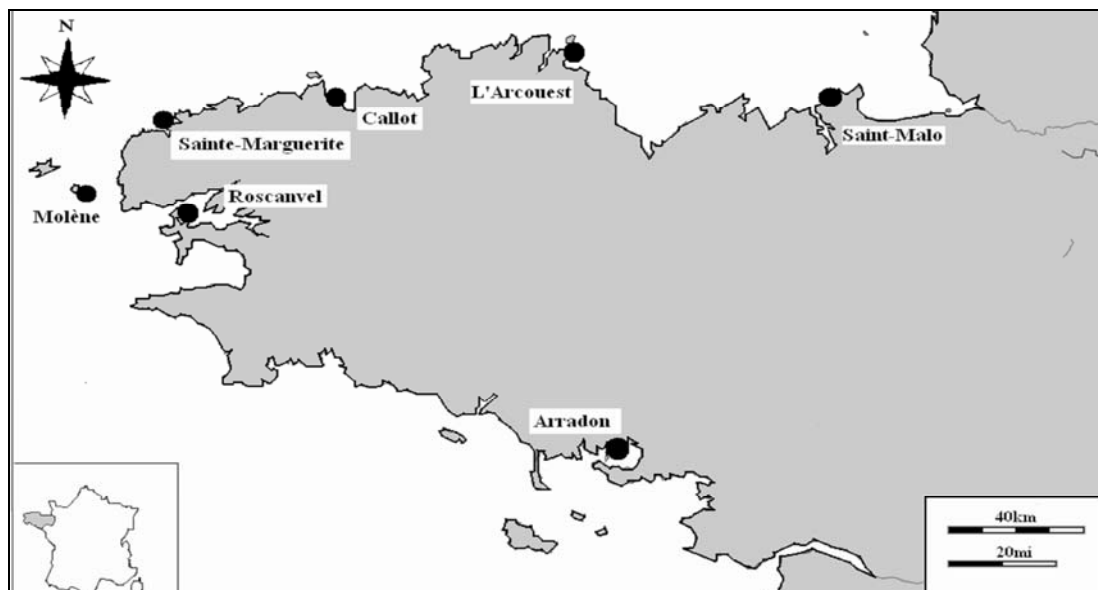 N
L'Arcouest
Callot
Saint-Malo
Sainte-Marguerite
Roscanvel
Molène
Arradon
40km
20mi